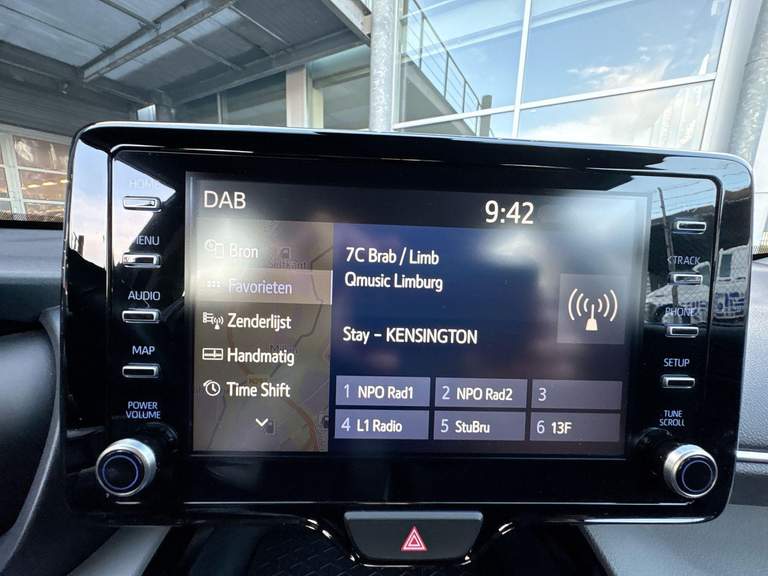 DAB
9:42
HOME
MENU
AUDIO
MAP
POWER
VOLUME
Bron
Favorieten
Zenderlijst
Handmatig
Time Shift
7C Brab / Limb
Qmusic Limburg
Stay - KENSINGTON
1 NPO Rad1
2 NPO Rad2
3
4 L1 Radio
5 StuBru
6 13F
<TRACK
PHONE
SETUP
TUNE
SCROLL